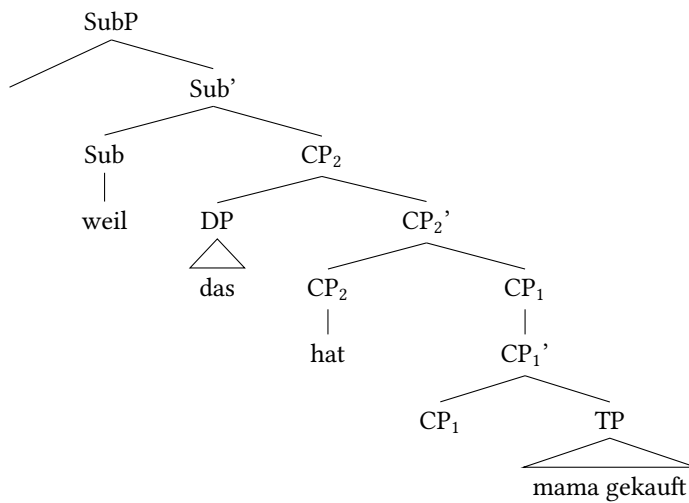 SubP
Sub’
Sub CP₂
weil DP CP₂’
das CP₂ CP₁
hat CP₁’
CP₁ TP
mama gekauft